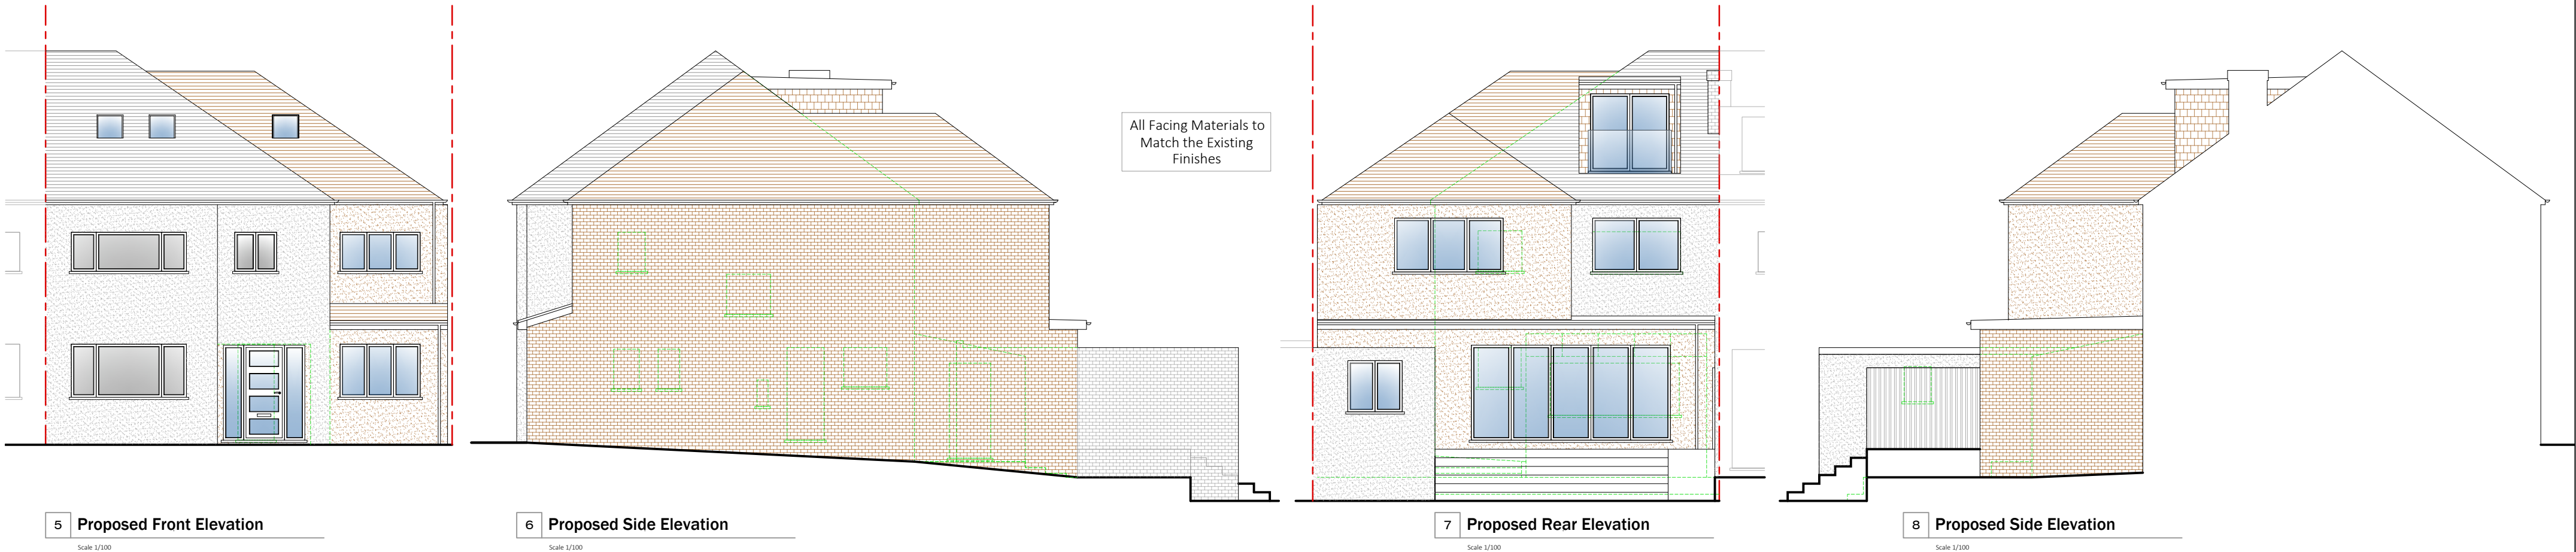 All Facing Materials to
Match the Existing
Finishes
5 Proposed Front Elevation
Scale 1/100
6 Proposed Side Elevation
Scale 1/100
7 Proposed Rear Elevation
Scale 1/100
8 Proposed Side Elevation
Scale 1/100